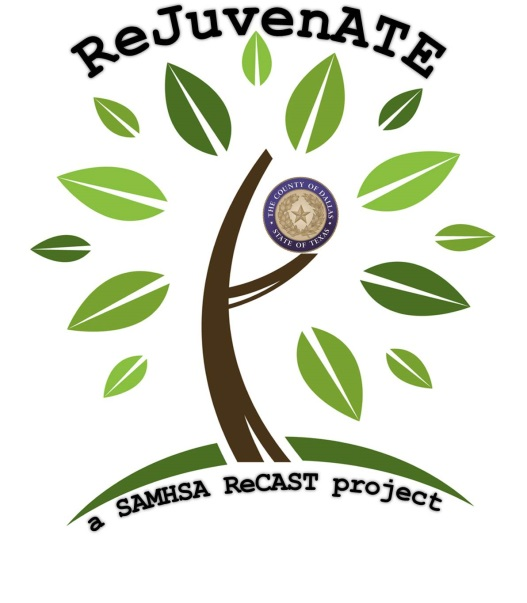 ReJuvenATE
THE COUNTY OF DALLAS
STATE OF TEXAS
a SAMHSA ReCAST project